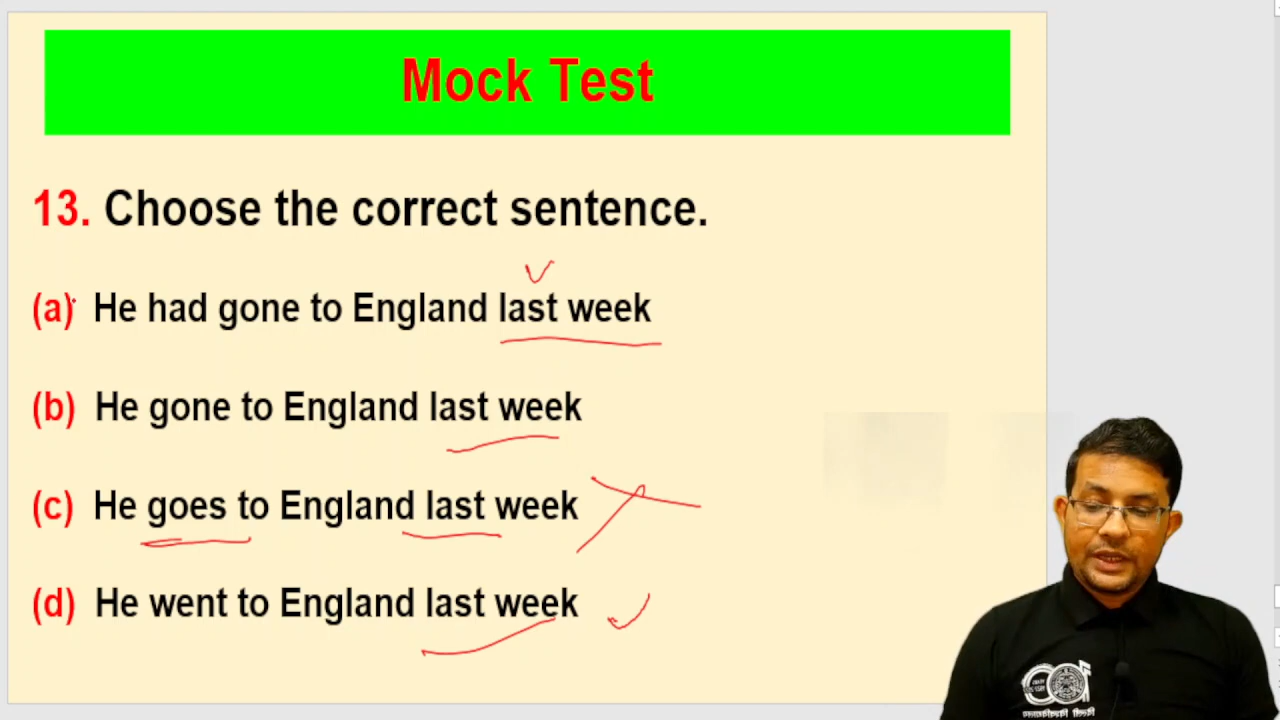 Mock Test
13. Choose the correct sentence.
(a) He had gone to England last week
(b) He gone to England last week
(c) He goes to England last week
(d) He went to England last week